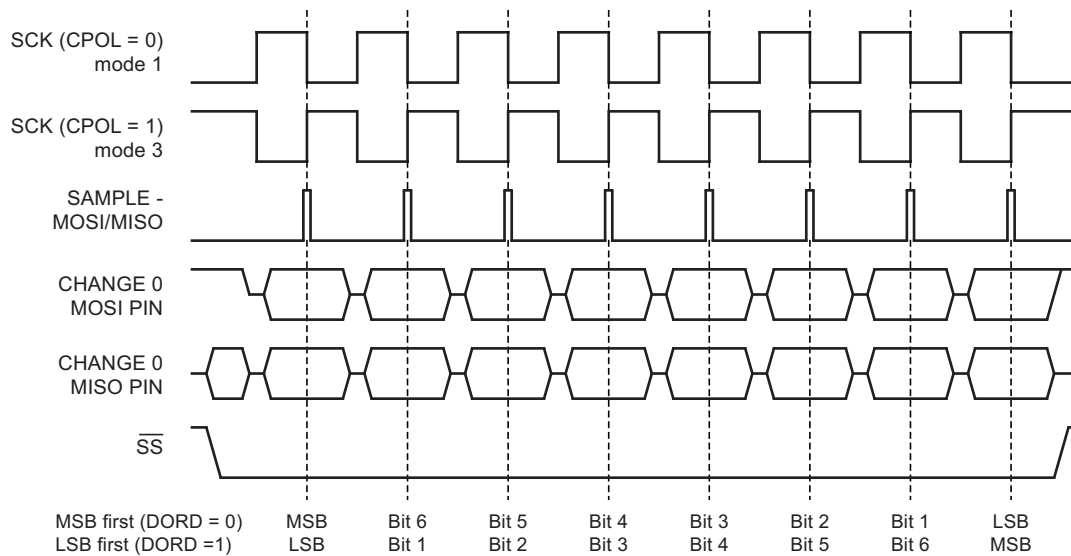 SCK (CPOL = 0)
mode 1
SCK (CPOL = 1)
mode 3
SAMPLE -
MOSI/MISO
CHANGE 0
MOSI PIN
CHANGE 0
MISO PIN
SS
MSB first (DORD = 0) MSB Bit 6 Bit 5 Bit 4 Bit 3 Bit 2 Bit 1 LSB
LSB first (DORD =1) LSB Bit 1 Bit 2 Bit 3 Bit 4 Bit 5 Bit 6 MSB